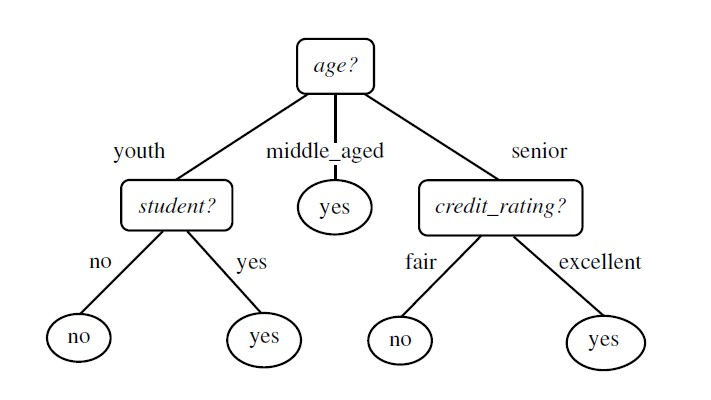 age?
youth
middle_aged
senior
student?
yes
credit_rating?
no
yes
fair
excellent
no
yes
no
yes